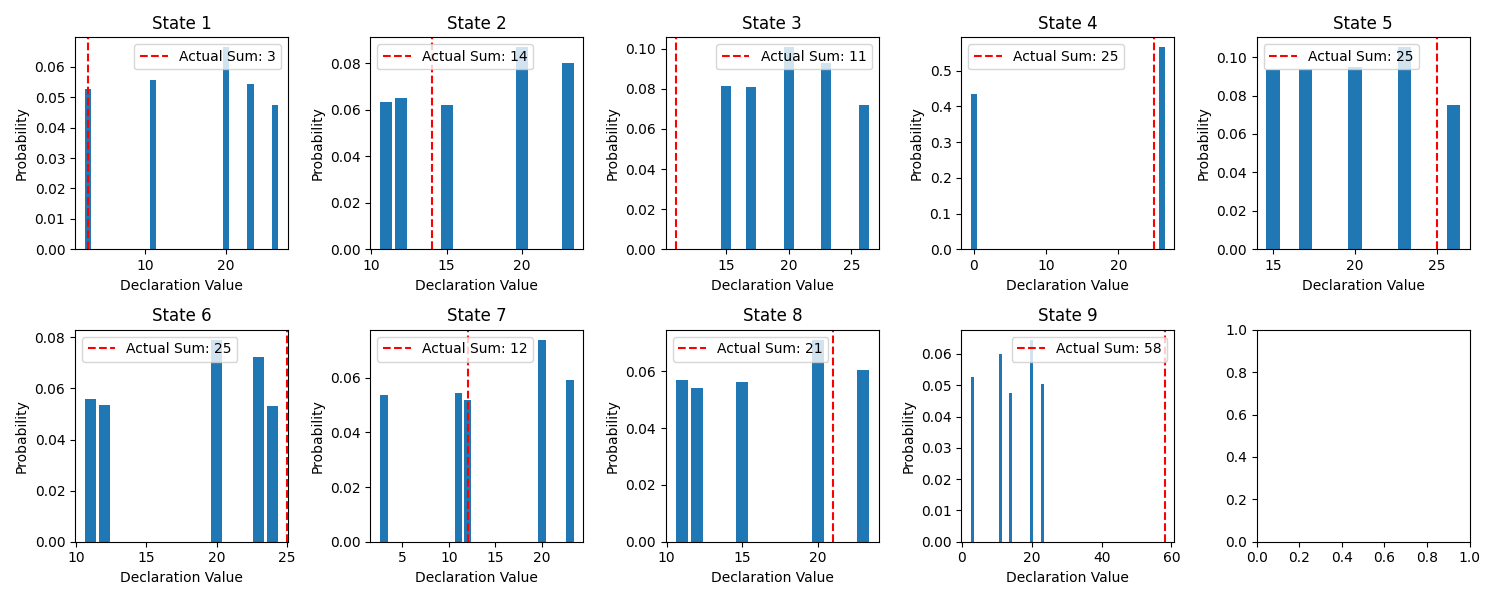 State 1
Actual Sum: 3
0.06
0.05
0.04
0.03
0.02
0.01
0.00
10 20
Probability
Declaration Value
State 2
Actual Sum: 14
0.08
0.06
0.04
0.02
0.00
10 15 20
Probability
Declaration Value
State 3
Actual Sum: 11
0.10
0.08
0.06
0.04
0.02
0.00
15 20 25
Probability
Declaration Value
State 4
Actual Sum: 25
0.5
0.4
0.3
0.2
0.1
0.0
0 10 20
Probability
Declaration Value
State 5
Actual Sum: 25
0.10
0.08
0.06
0.04
0.02
0.00
15 20 25
Probability
Declaration Value
State 6
Actual Sum: 25
0.08
0.06
0.04
0.02
0.00
10 15 20 25
Probability
Declaration Value
State 7
Actual Sum: 12
0.06
0.04
0.02
0.00
5 10 15 20
Probability
Declaration Value
State 8
Actual Sum: 21
0.06
0.04
0.02
0.00
10 15 20
Probability
Declaration Value
State 9
Actual Sum: 58
0.06
0.05
0.04
0.03
0.02
0.01
0.00
0 20 40 60
Probability
Declaration Value
1.0
0.8
0.6
0.4
0.2
0.0
0.0 0.2 0.4 0.6 0.8 1.0